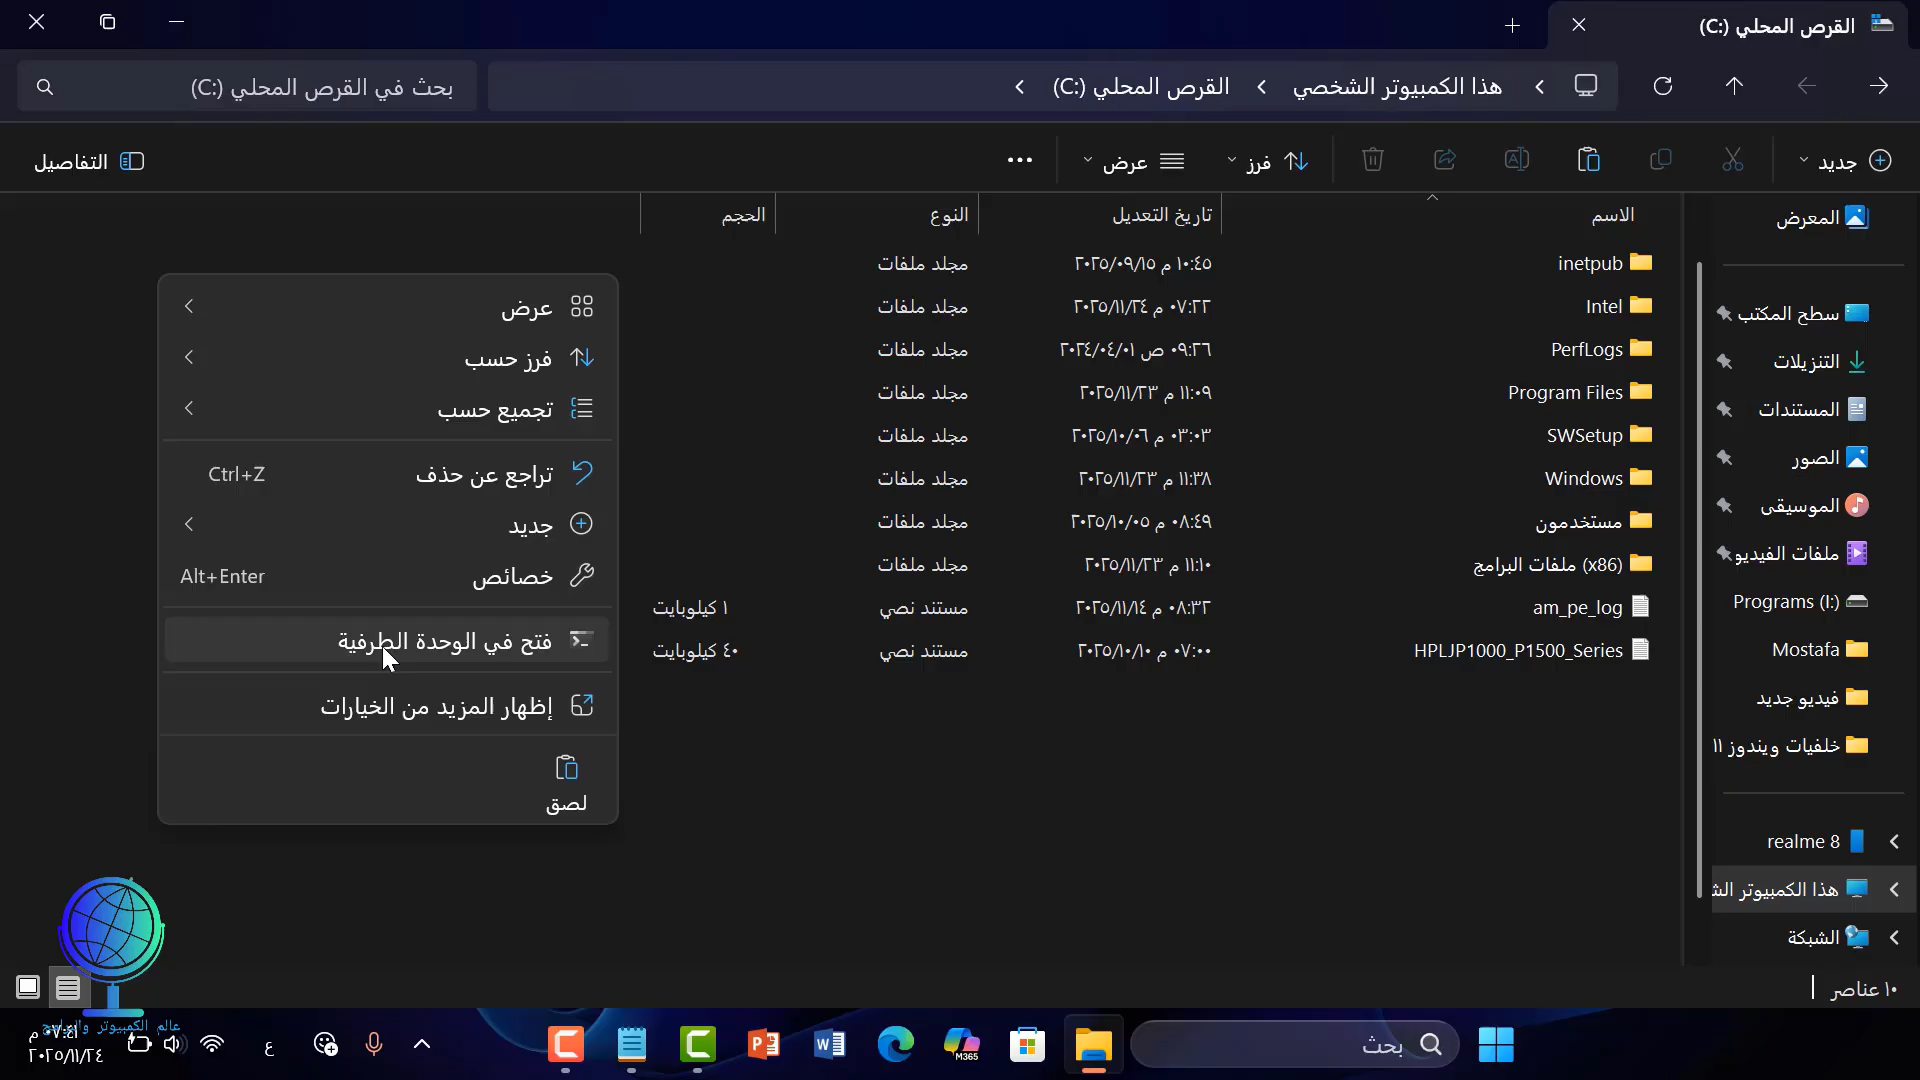 القرص المحلي (C:)
هذا الكمبيوتر الشخصي
القرص المحلي (C:)
بحث في القرص المحلي (C:)
جديد
فرز
عرض
التفاصيل
الاسم
تاريخ التعديل
النوع
الحجم
inetpub
١٠:٤٥ م ٢٠٢٥/٠٩/١٥
مجلد ملفات
Intel
٠٧:٢٢ م ٢٠٢٥/١١/٢٤
مجلد ملفات
PerfLogs
٠٩:٢٦ ص ٢٠٢٤/٠٤/٠١
مجلد ملفات
Program Files
١١:٠٩ م ٢٠٢٥/١١/٢٣
مجلد ملفات
SWSetup
٠٣:٠٣ م ٢٠٢٥/١٠/٠٦
مجلد ملفات
Windows
١١:٣٨ م ٢٠٢٥/١١/٢٣
مجلد ملفات
مستخدمون
٠٨:٤٩ م ٢٠٢٥/١٠/٠٥
مجلد ملفات
ملفات البرامج (x86)
١١:١٠ م ٢٠٢٥/١١/٢٣
مجلد ملفات
am_pe_log
٠٨:٣٢ م ٢٠٢٥/١١/١٤
مستند نصي
١ كيلوبايت
HPLJP1000_P1500_Series
٠٧:٠٠ م ٢٠٢٥/١٠/١٠
مستند نصي
٤٠ كيلوبايت
المعرض
سطح المكتب
التنزيلات
المستندات
الصور
الموسيقى
ملفات الفيديو
Programs (I:)
Mostafa
فيديو جديد
خلفيات ويندوز ١١
realme 8
هذا الكمبيوتر الش
الشبكة
١٠ عناصر
عرض
فرز حسب
تجميع حسب
تراجع عن حذف Ctrl+Z
جديد
خصائص Alt+Enter
فتح في الوحدة الطرفية
إظهار المزيد من الخيارات
لصق
عالم الكمبيوتر والبرامج
بحث
M365
ع
٢٠٢٥/١١/٢٤